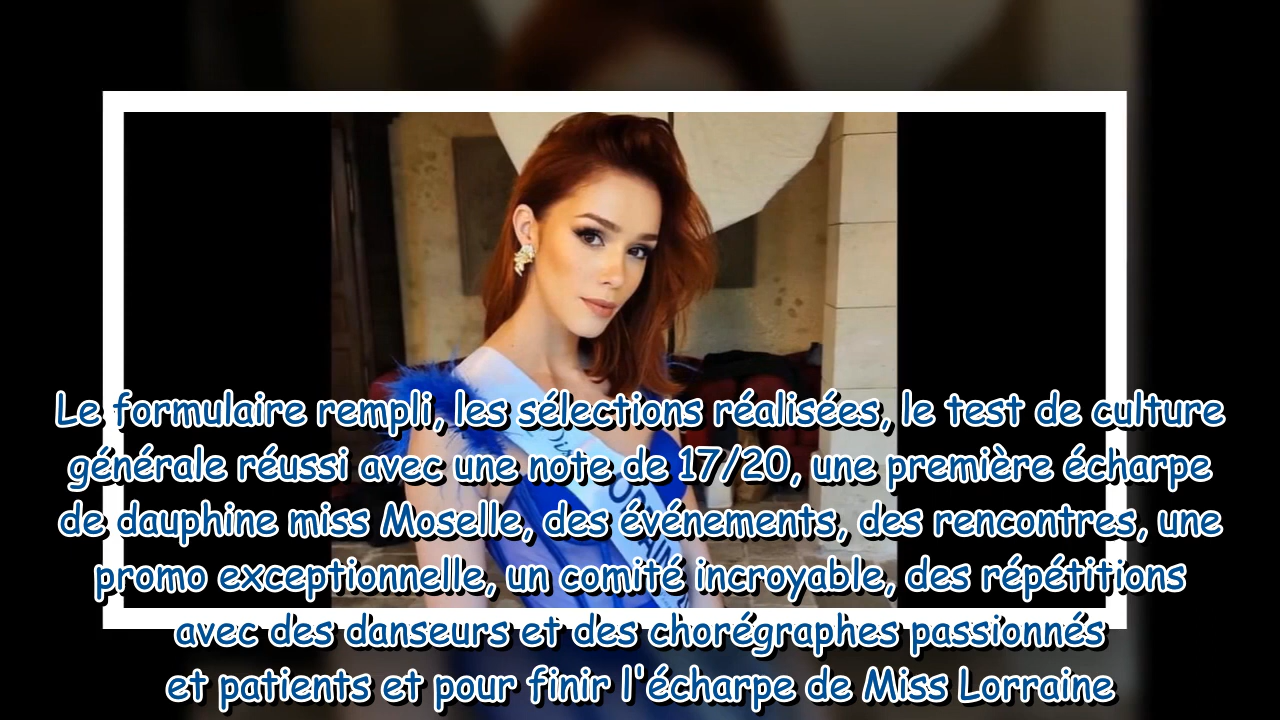 Le formulaire rempli, les sélections réalisées, le test de culture
générale réussi avec une note de 17/20, une première écharpe
de dauphine miss Moselle, des événements, des rencontres, une
promo exceptionnelle, un comité incroyable, des répétitions
avec des danseurs et des chorégraphes passionnés
et patients et pour finir l'écharpe de Miss Lorraine